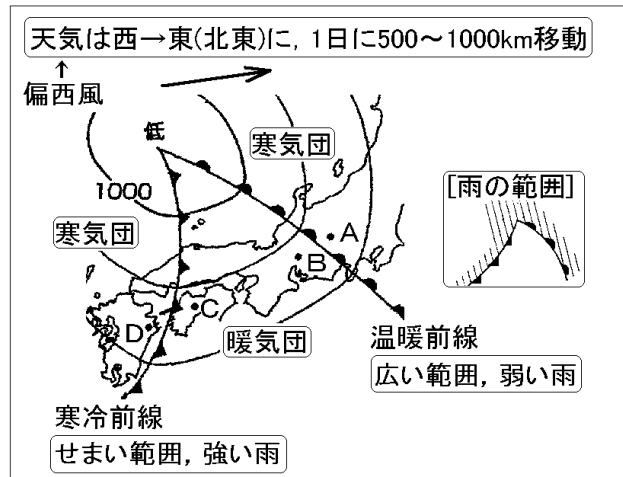 天気は西→東(北東)に，1日に500～1000km移動
↑
偏西風
低
寒気団
1000
[雨の範囲]
寒気団
A
B
C
D
暖気団
温暖前線
広い範囲，弱い雨
寒冷前線
せまい範囲，強い雨